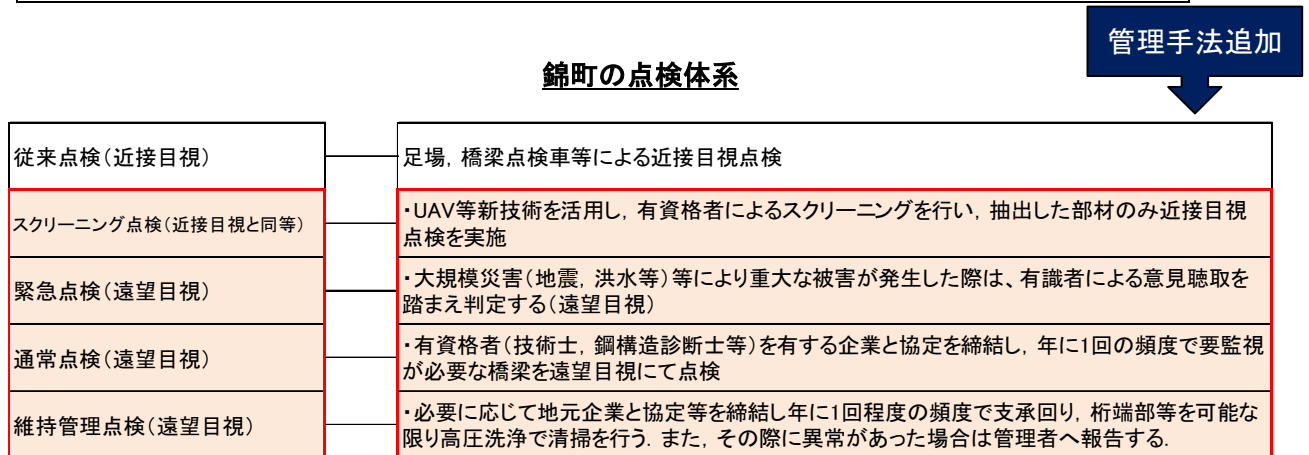 管理手法追加
錦町の点検体系
従来点検(近接目視)
足場,橋梁点検車等による近接目視点検
スクリーニング点検(近接目視と同等)
・UAV等新技術を活用し,有資格者によるスクリーニングを行い,抽出した部材のみ近接目視
点検を実施
緊急点検(遠望目視)
・大規模災害(地震,洪水等)等により重大な被害が発生した際は、有識者による意見聴取を
踏まえ判定する(遠望目視)
通常点検(遠望目視)
・有資格者(技術士,鋼構造診断士等)を有する企業と協定を締結し,年に1回の頻度で要監視
が必要な橋梁を遠望目視にて点検
維持管理点検(遠望目視)
・必要に応じて地元企業と協定等を締結し年に1回程度の頻度で支承回り,桁端部等を可能な
限り高圧洗浄で清掃を行う.また,その際に異常があった場合は管理者へ報告する.